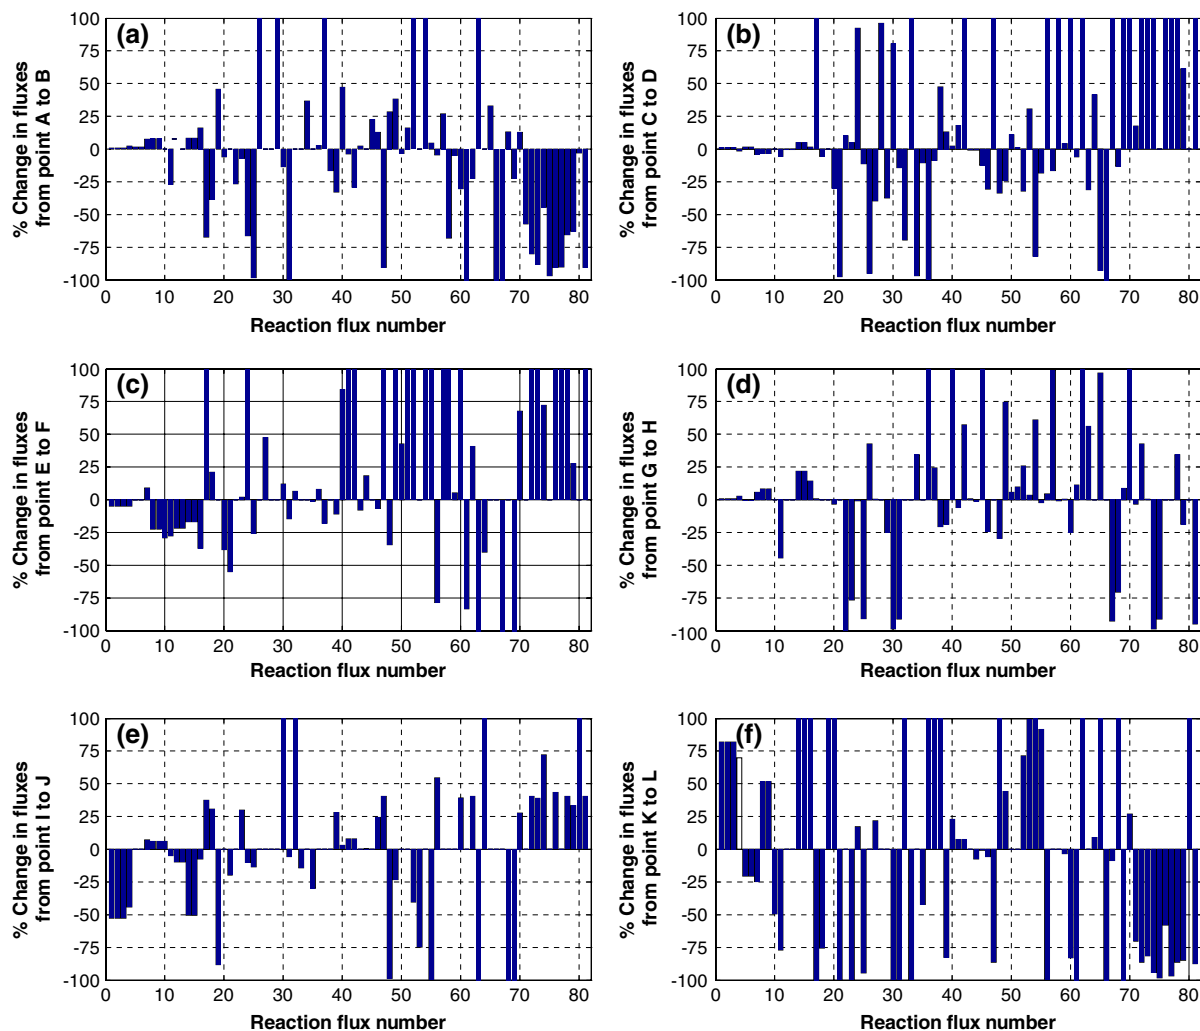 (a)
% Change in fluxes
from point A to B
100
75
50
25
0
-25
-50
-75
-100
0 10 20 30 40 50 60 70 80
Reaction flux number
(b)
% Change in fluxes
from point C to D
100
75
50
25
0
-25
-50
-75
-100
0 10 20 30 40 50 60 70 80
Reaction flux number
(c)
% Change in fluxes
from point E to F
100
75
50
25
0
-25
-50
-75
-100
0 10 20 30 40 50 60 70 80
Reaction flux number
(d)
% Change in fluxes
from point G to H
100
75
50
25
0
-25
-50
-75
-100
0 10 20 30 40 50 60 70 80
Reaction flux number
(e)
% Change in fluxes
from point I to J
100
75
50
25
0
-25
-50
-75
-100
0 10 20 30 40 50 60 70 80
Reaction flux number
(f)
% Change in fluxes
from point K to L
100
75
50
25
0
-25
-50
-75
-100
0 10 20 30 40 50 60 70 80
Reaction flux number